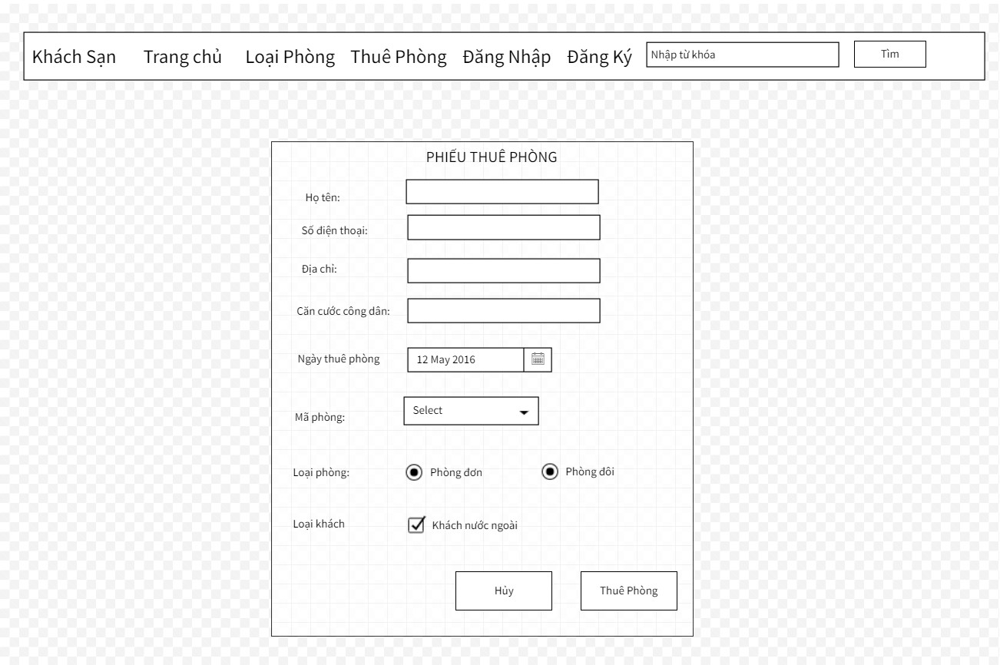 Khách Sạn Trang chủ Loại Phòng Thuê Phòng Đăng Nhập Đăng Ký Nhập từ khóa Tìm
PHIẾU THUÊ PHÒNG
Họ tên:
Số điện thoại:
Địa chỉ:
Căn cước công dân:
Ngày thuê phòng 12 May 2016
Mã phòng: Select
Loại phòng: Phòng đơn Phòng đôi
Loại khách Khách nước ngoài
Hủy Thuê Phòng